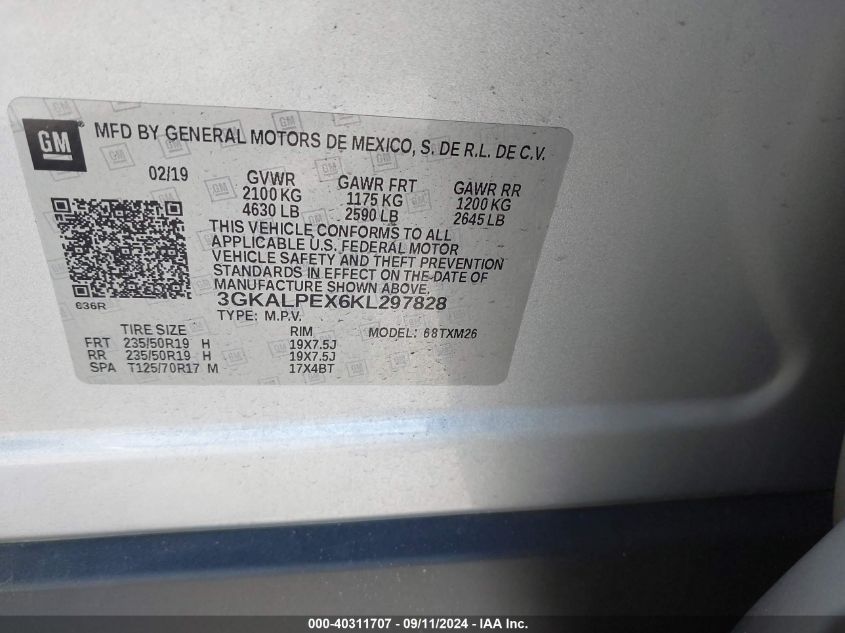 GM
®
MFD BY GENERAL MOTORS DE MEXICO, S. DE R.L. DE C.V.
02/19
GVWR GAWR FRT GAWR RR
2100 KG 1175 KG 1200 KG
4630 LB 2590 LB 2645 LB
THIS VEHICLE CONFORMS TO ALL
APPLICABLE U.S. FEDERAL MOTOR
VEHICLE SAFETY AND THEFT PREVENTION
STANDARDS IN EFFECT ON THE DATE OF
MANUFACTURE SHOWN ABOVE.
636R
3GKALPEX6KL297828
TYPE: M.P.V.
TIRE SIZE RIM MODEL: 68TXM26
FRT 235/50R19 H 19X7.5J
RR 235/50R19 H 19X7.5J
SPA T125/70R17 M 17X4BT
000-40311707 - 09/11/2024 - IAA Inc.